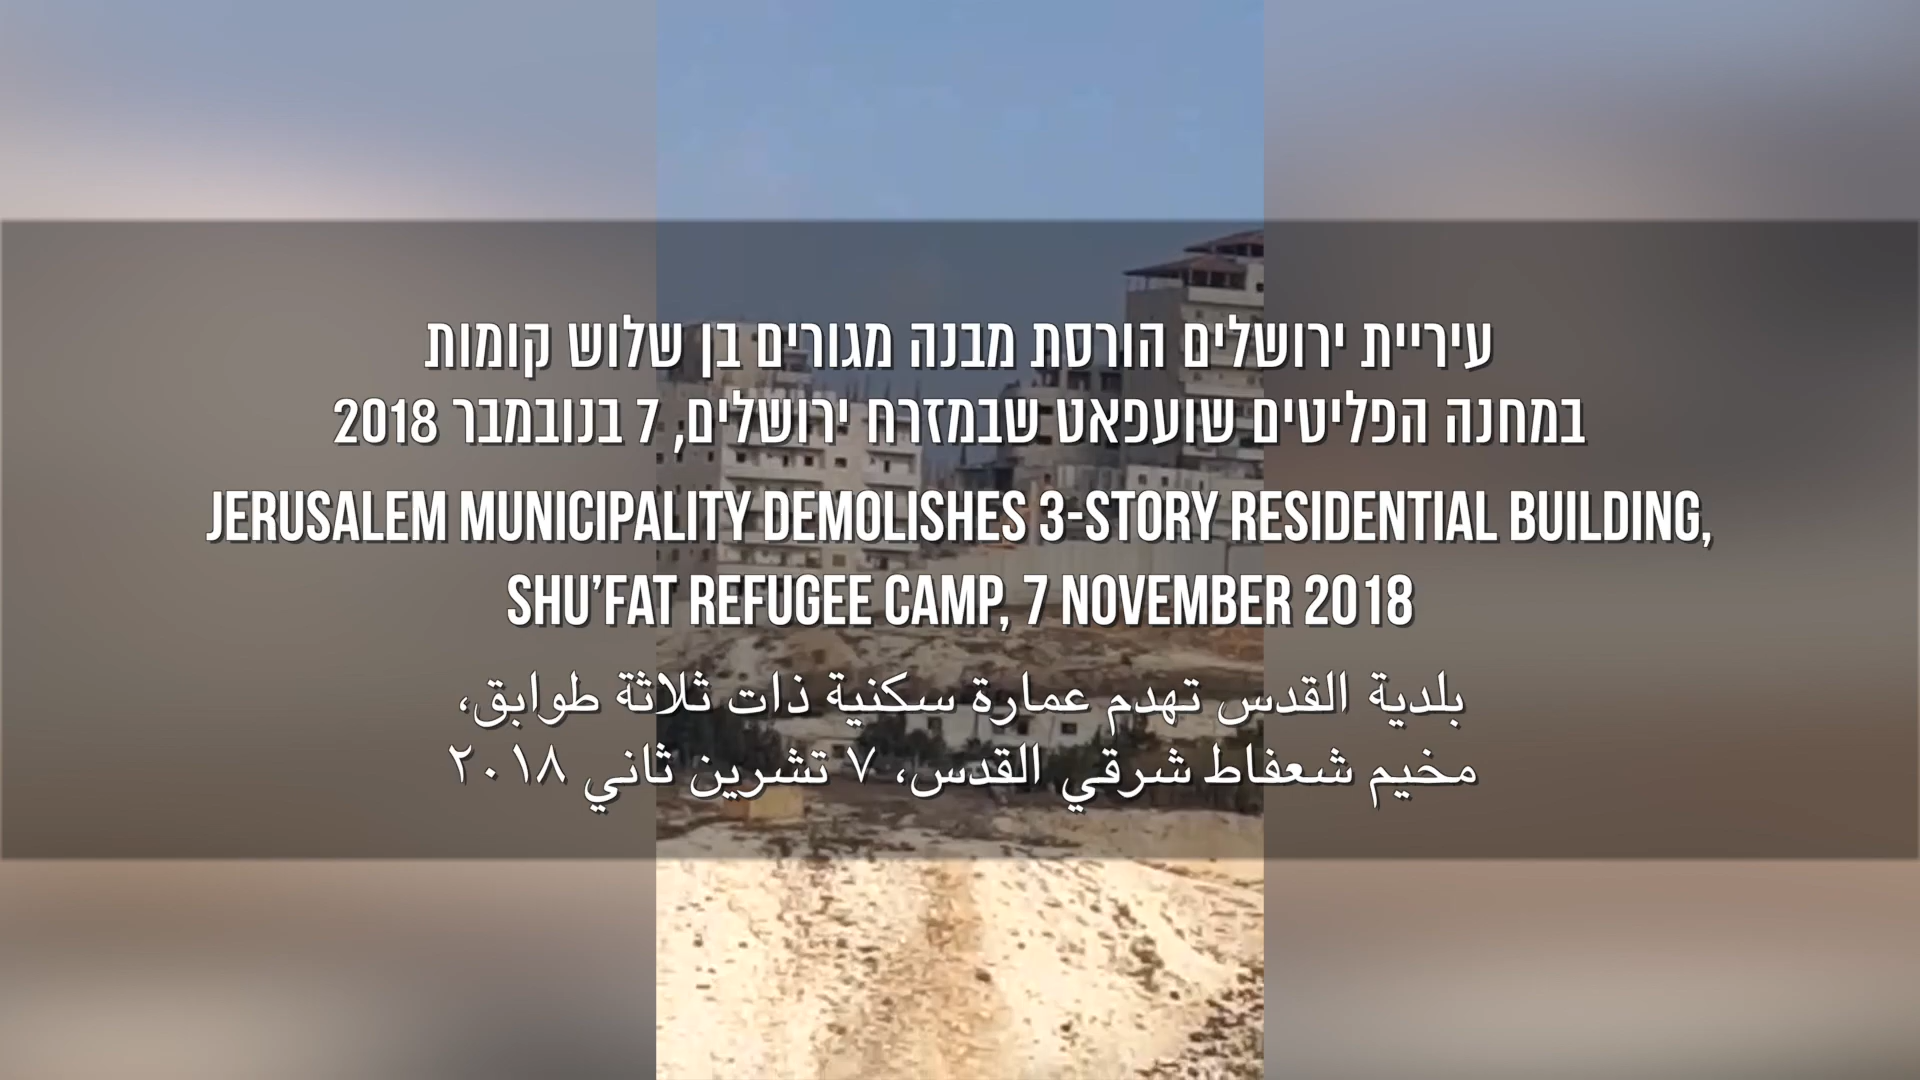 עיריית ירושלים הורסת מבנה מגורים בן שלוש קומות
במחנה הפליטים שועפאט שבמזרח ירושלים, 7 בנובמבר 2018
JERUSALEM MUNICIPALITY DEMOLISHES 3-STORY RESIDENTIAL BUILDING,
SHU’FAT REFUGEE CAMP, 7 NOVEMBER 2018
بلدية القدس تهدم عمارة سكنية ذات ثلاثة طوابق،
مخيم شعفاط شرقي القدس، ٧ تشرين ثاني ٢٠١٨